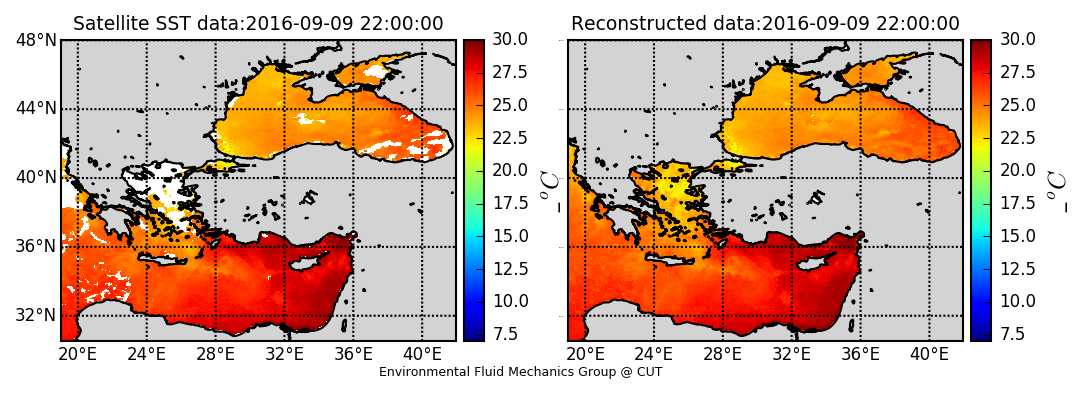 Satellite SST data:2016-09-09 22:00:00
Reconstructed data:2016-09-09 22:00:00
48°N
44°N
40°N
36°N
32°N
20°E 24°E 28°E 32°E 36°E 40°E
30.0
27.5
25.0
22.5
20.0
17.5
15.0
12.5
10.0
7.5
_°C
20°E 24°E 28°E 32°E 36°E 40°E
30.0
27.5
25.0
22.5
20.0
17.5
15.0
12.5
10.0
7.5
_°C
Environmental Fluid Mechanics Group @ CUT